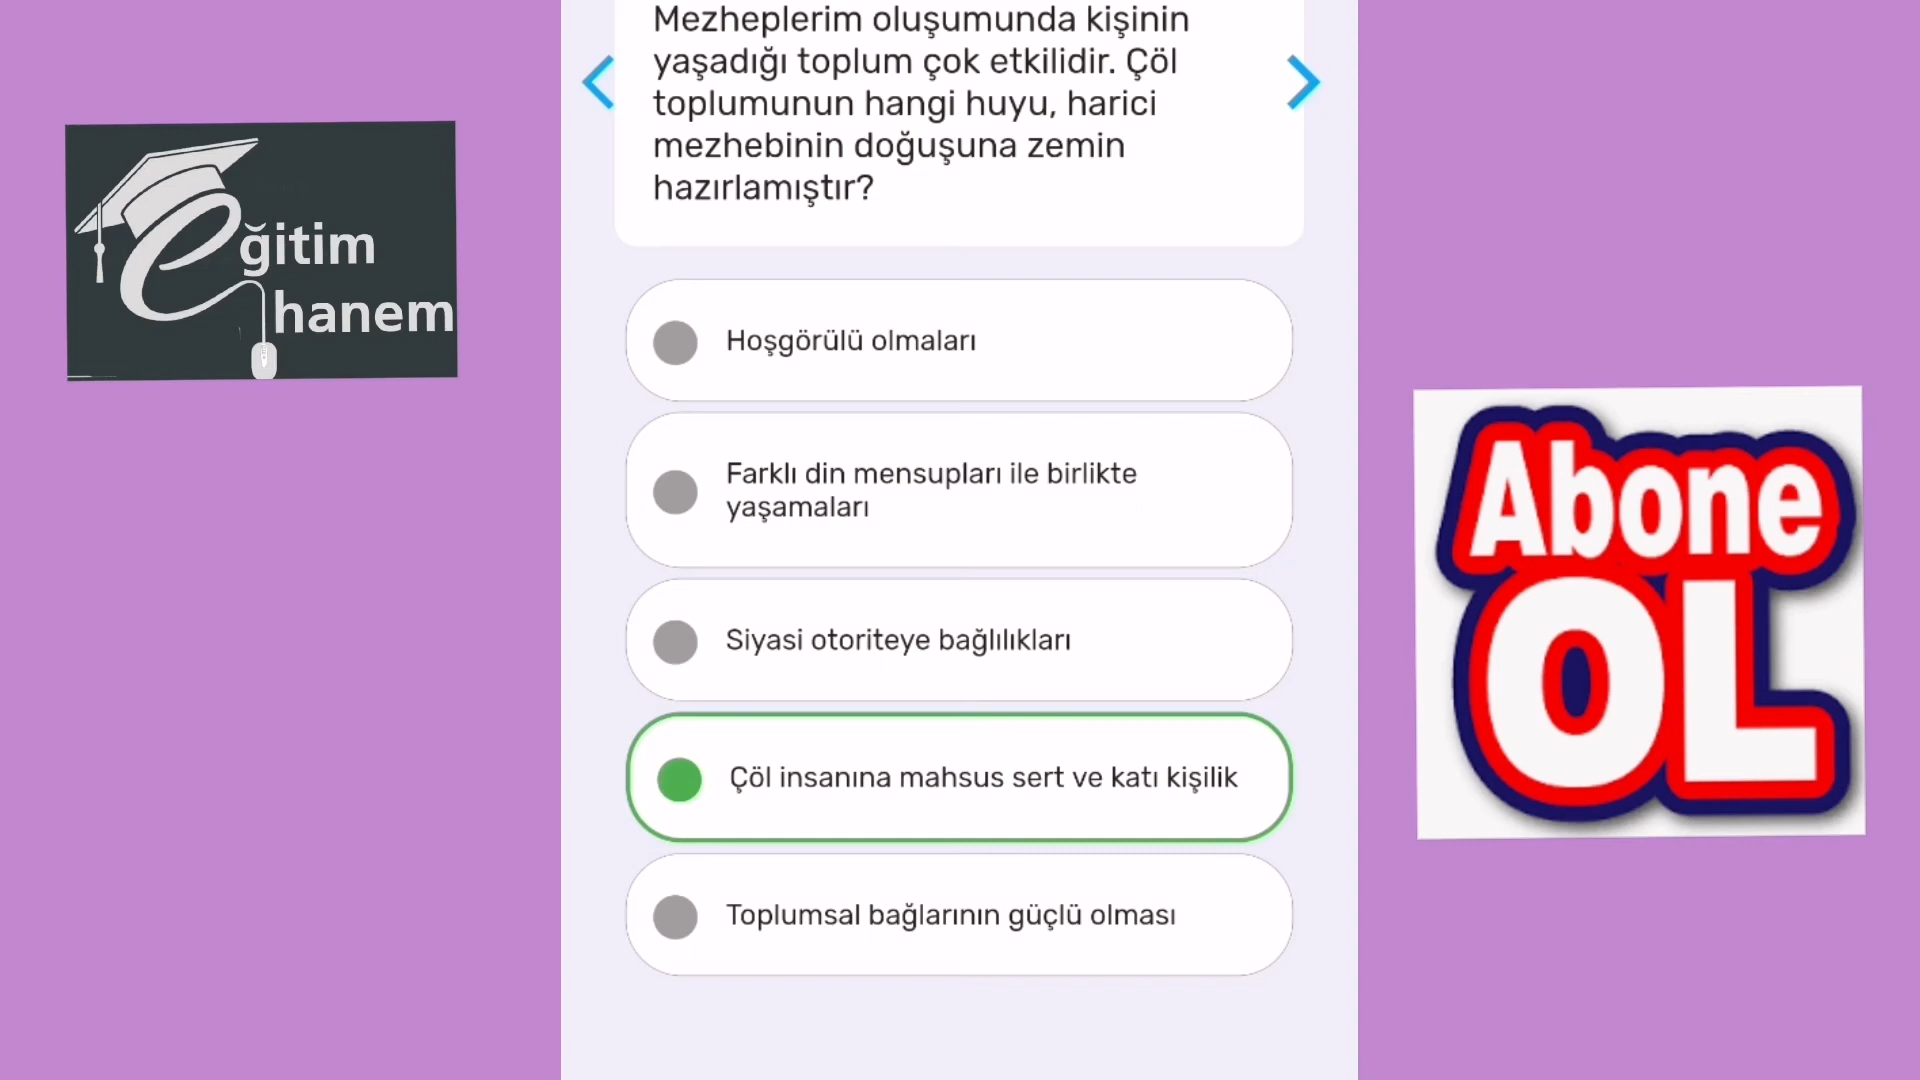 Mezheplerim oluşumunda kişinin
yaşadığı toplum çok etkilidir. Çöl
toplumunun hangi huyu, harici
mezhebinin doğuşuna zemin
hazırlamıştır?
eğitim
hanem
Hoşgörülü olmaları
Farklı din mensupları ile birlikte
yaşamaları
Siyasi otoriteye bağlılıkları
Çöl insanına mahsus sert ve katı kişilik
Toplumsal bağlarının güçlü olması
Abone
OL